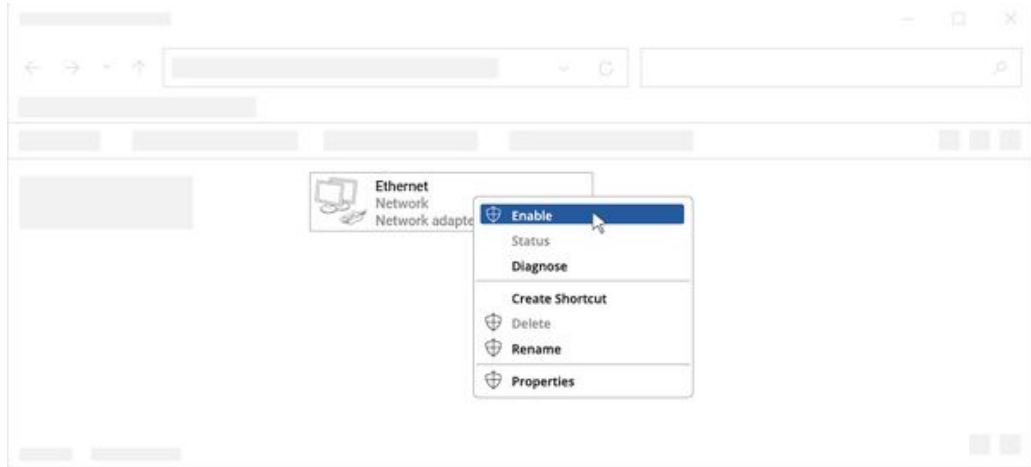 Ethernet
Network
Network adapte
Enable
Status
Diagnose
Create Shortcut
Delete
Rename
Properties